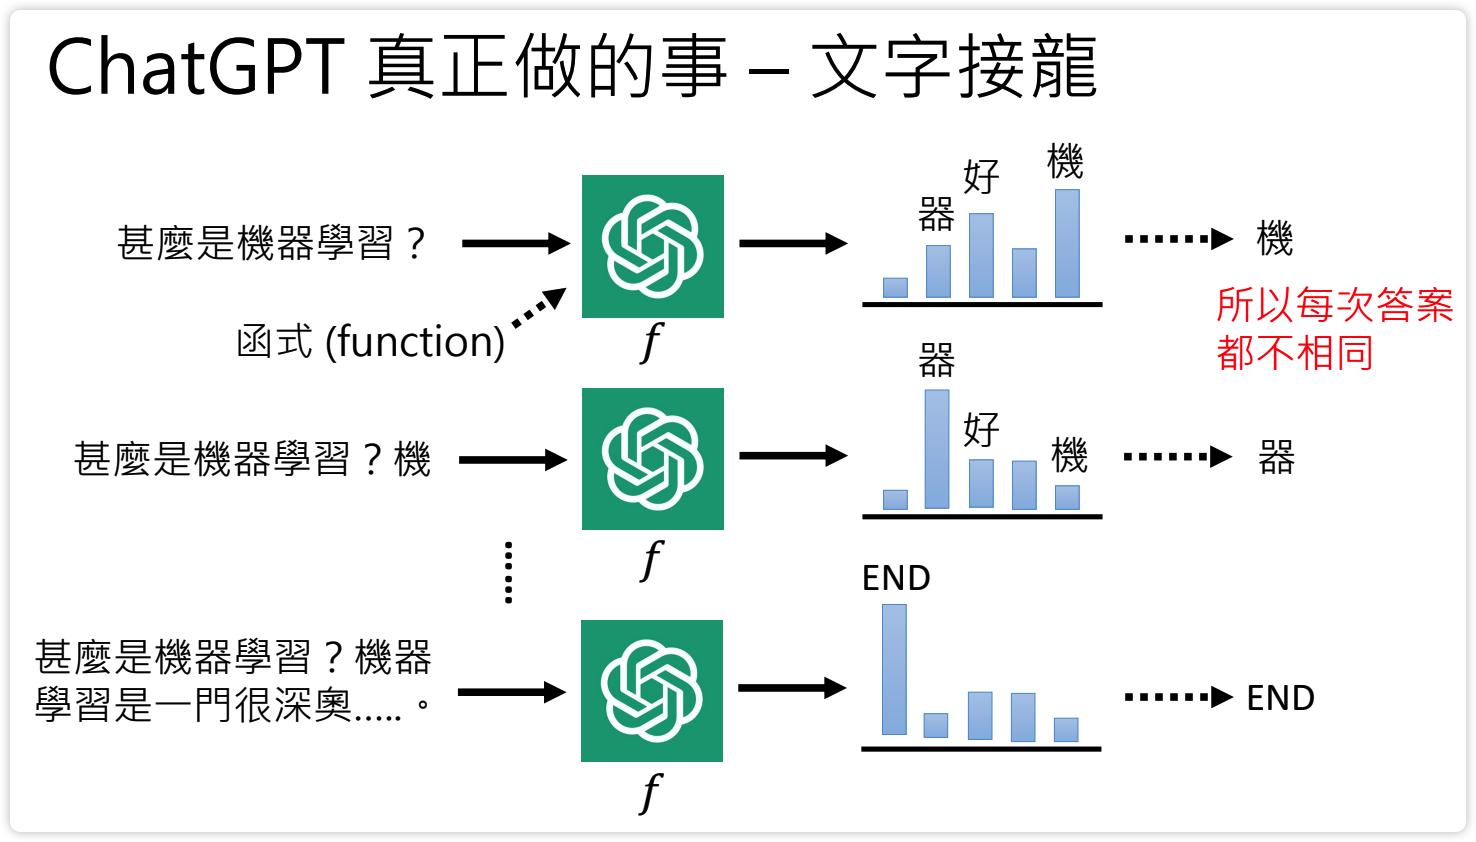 ChatGPT 真正做的事 – 文字接龍
甚麼是機器學習？
器
好
機
機
函式 (function)
f
所以每次答案
都不相同
甚麼是機器學習？機
器
好
機
器
f
甚麼是機器學習？機器
學習是一門很深奧…..。
END
END
f